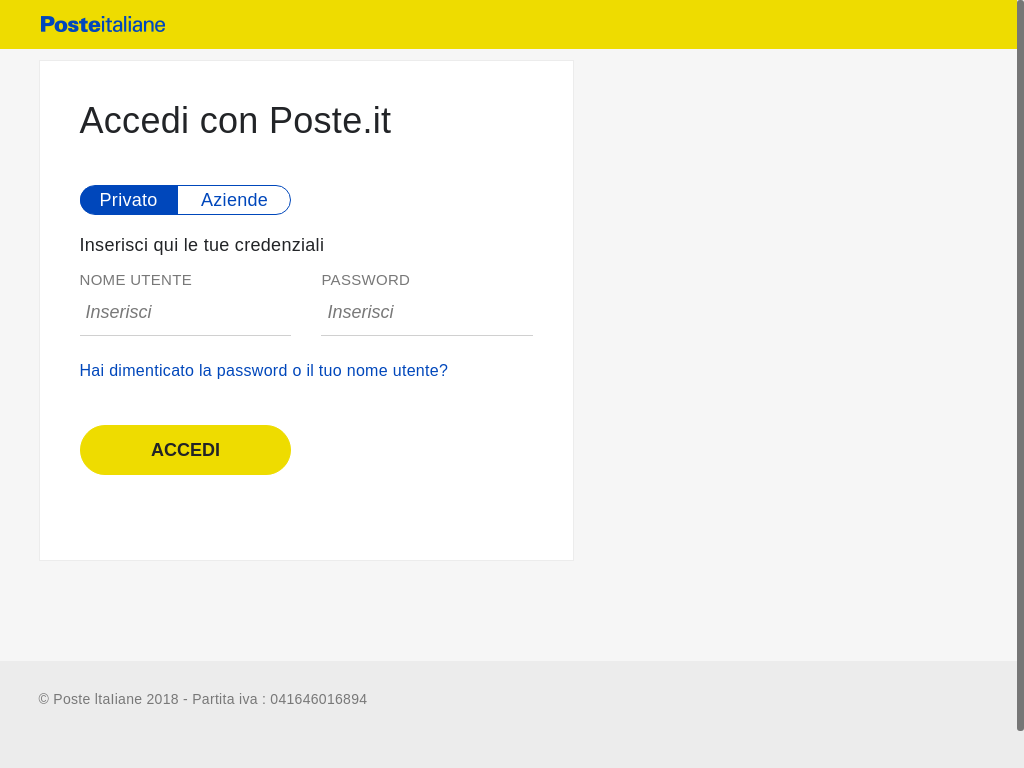 Posteitaliane
Accedi con Poste.it
Privato Aziende
Inserisci qui le tue credenziali
NOME UTENTE PASSWORD
Inserisci Inserisci
Hai dimenticato la password o il tuo nome utente?
ACCEDI
© Poste ltaliane 2018 - Partita iva : 041646016894